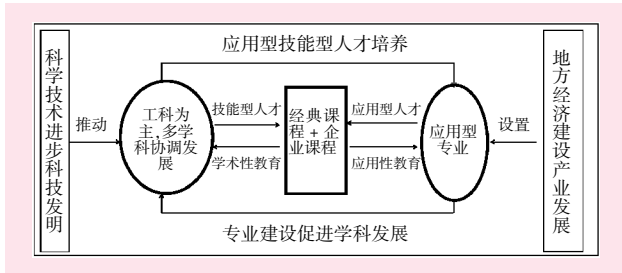 应用型技能型人才培养
科学技术进步科技发明
推动
工科为
主,多学
科协调发
展
技能型人才
学术性教育
经典课
程+企
业课程
应用型人才
应用性教育
应用型
专业
设置
地方经济建设产业发展
专业建设促进学科发展